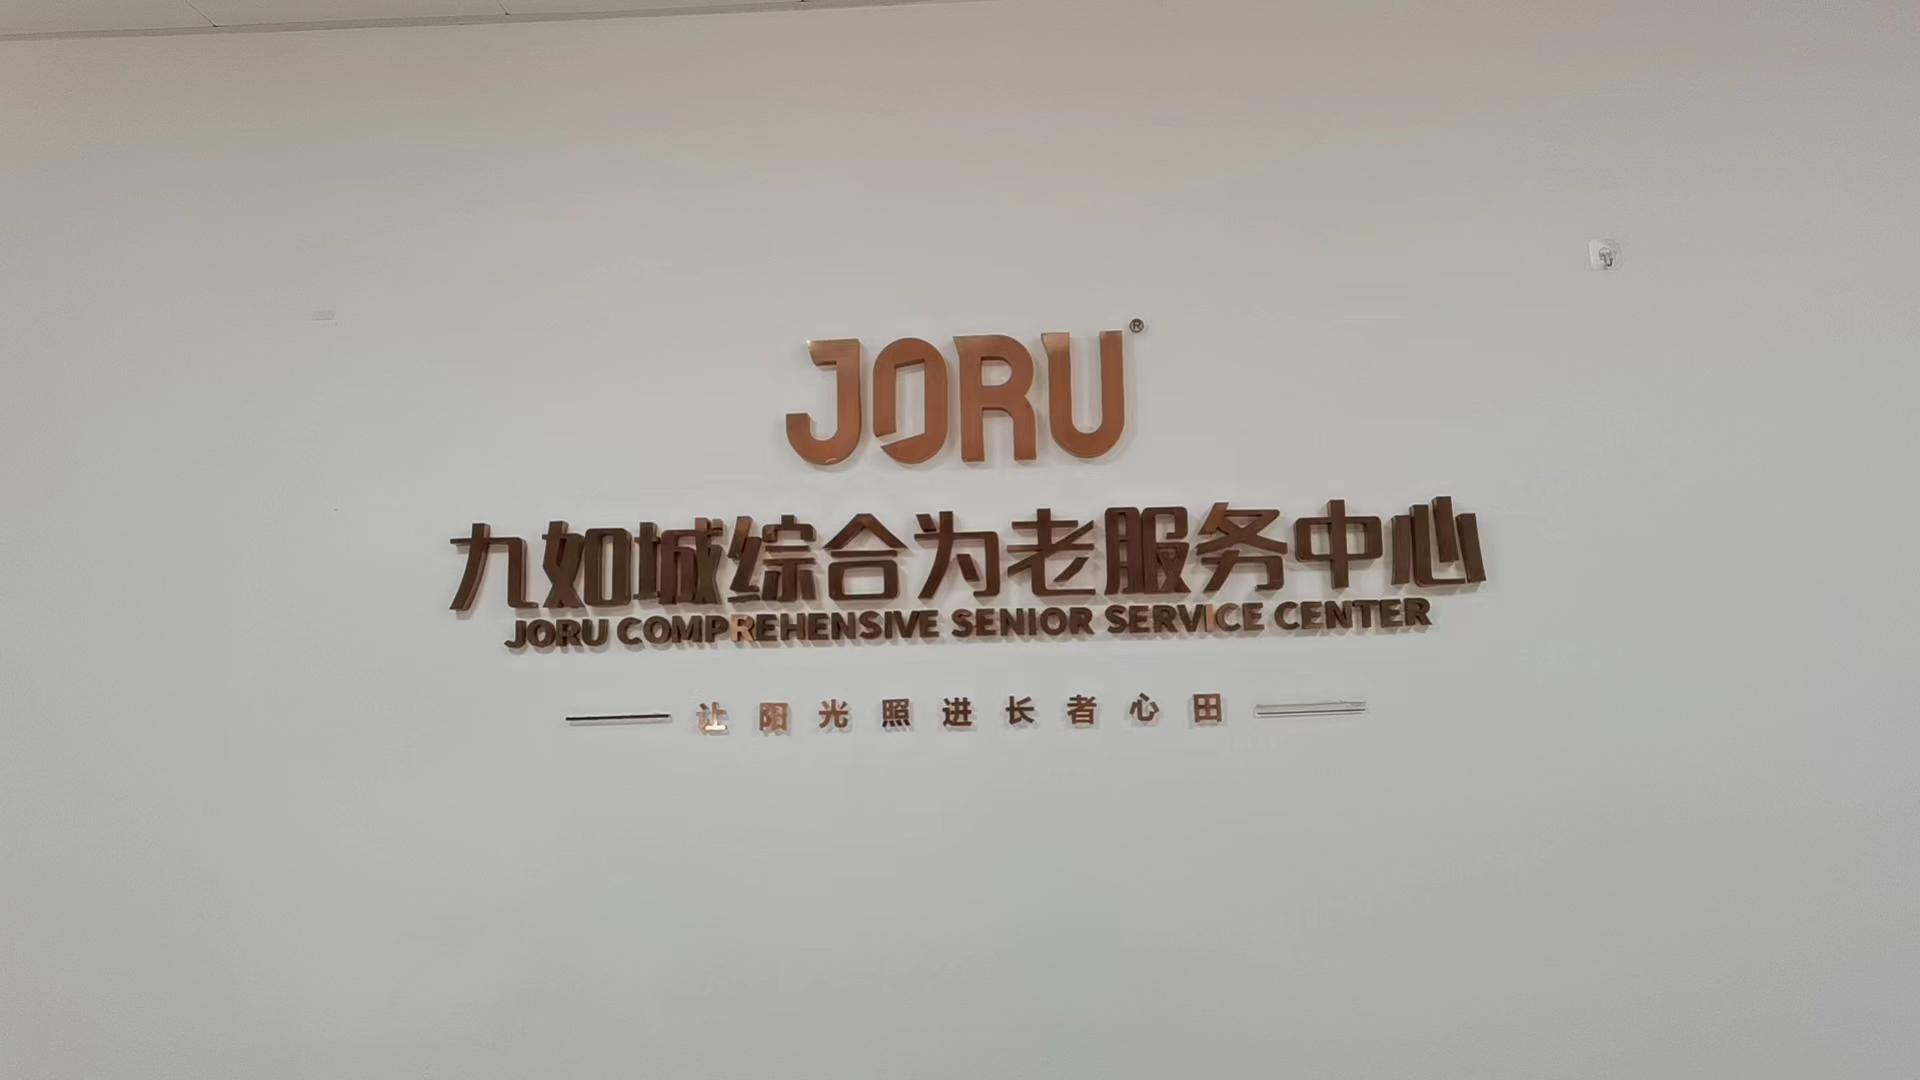 JORU®
九如城综合为老服务中心
JORU COMPREHENSIVE SENIOR SERVICE CENTER
让阳光照进长者心田